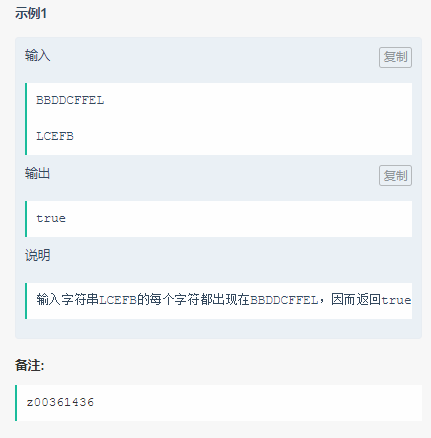 示例1
输入
复制
BBDDCFFEL
LCEFB
输出
复制
true
说明
输入字符串LCEFB的每个字符都出现在BBDDCFFEL，因而返回true
备注:
z00361436